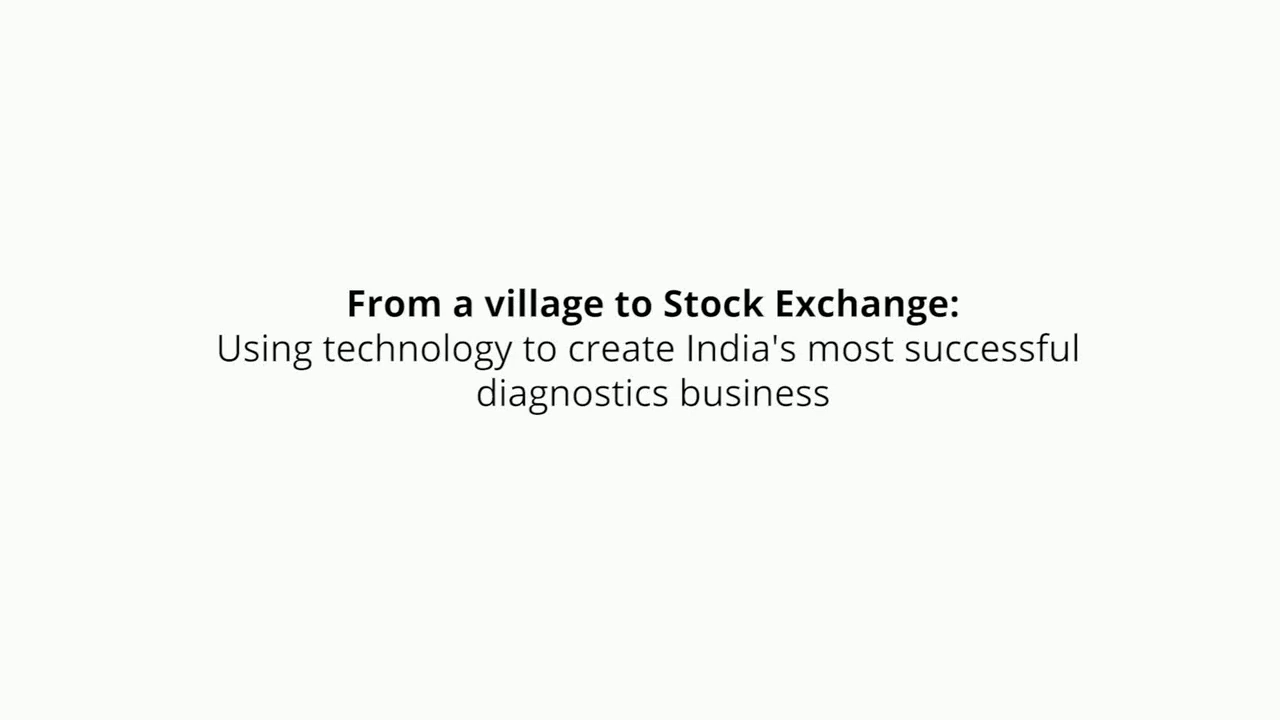 From a village to Stock Exchange:
Using technology to create India's most successful
diagnostics business